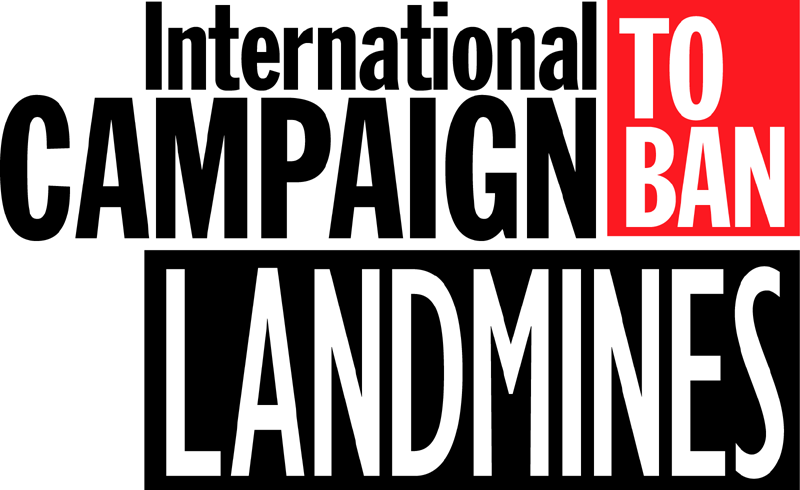 International
CAMPAIGN
TO
BAN
LANDMINES